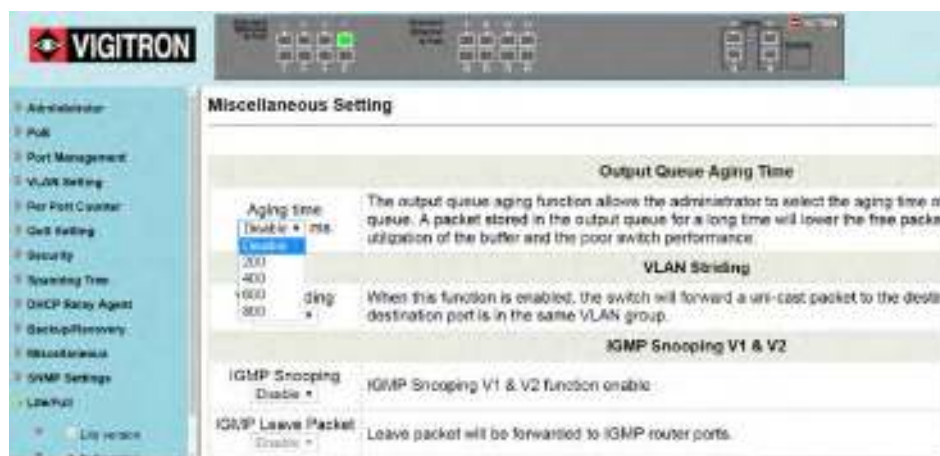 VIGITRON
Administrator
PoE
Port Management
VLAN Setting
Per Port Counter
QoS Setting
Security
Spanning Tree
DHCP Relay Agent
Backup/Recovery
Miscellaneous
SNMP Settings
Lite/Full
Lite version
Miscellaneous Setting
Output Queue Aging Time
Aging time
Disable ms
Disable
200
400
600
800
The output queue aging function allows the administrator to select the aging time
queue. A packet stored in the output queue for a long time will lower the free packe
utilization of the buffer and the poor switch performance.
VLAN Striding
ding
When this function is enabled, the switch will forward a uni-cast packet to the desti
destination port is in the same VLAN group.
IGMP Snooping V1 & V2
IGMP Snooping
Disable
IGMP Snooping V1 & V2 function enable
IGMP Leave Packet
Disable
Leave packet will be forwarded to IGMP router ports.